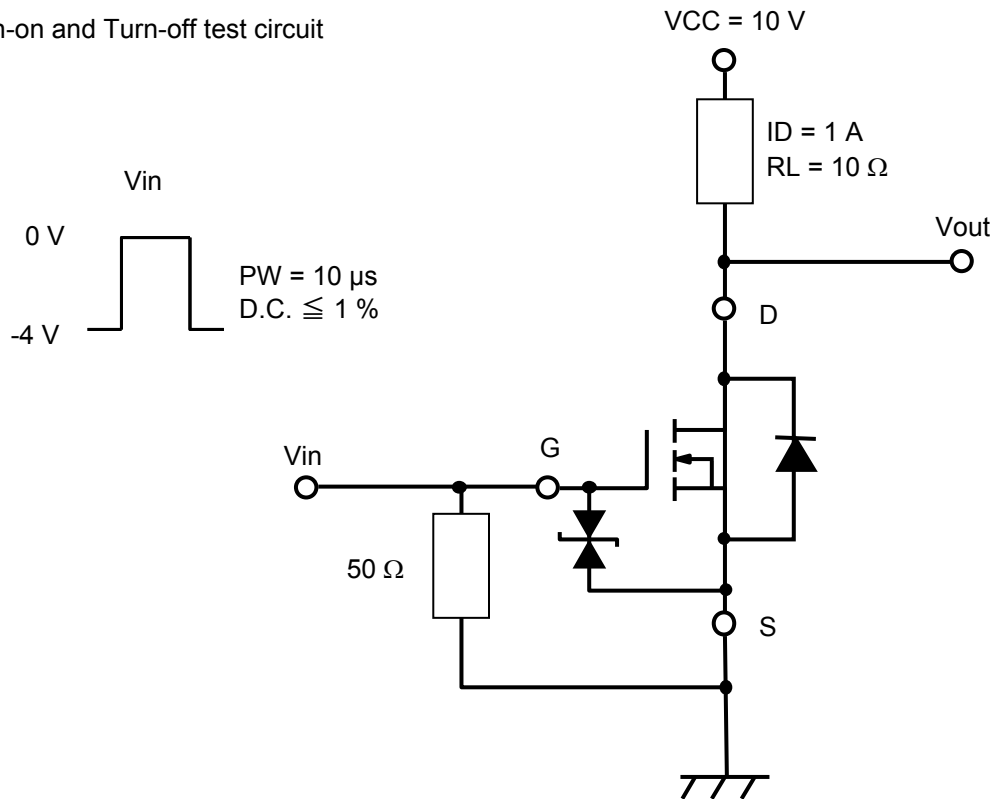 n-on and Turn-off test circuit
VCC = 10 V
ID = 1 A
RL = 10 Ω
Vin
0 V
-4 V
PW = 10 µs
D.C. ≦ 1 %
Vout
D
Vin
G
50 Ω
S